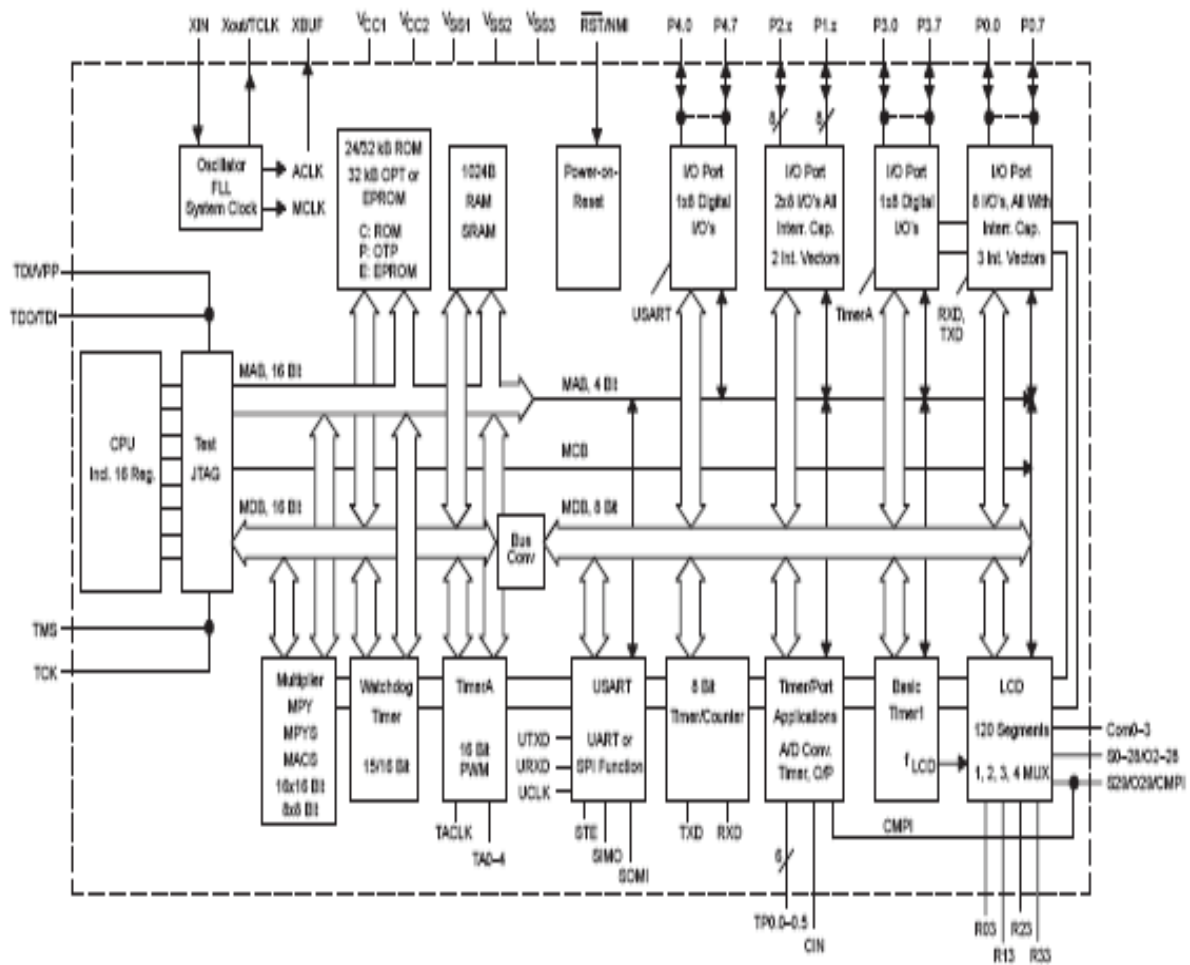 XIN Xout/TCLK XBUF VCC1 VCC2 VSS1 VSS2 VSS3 RST/NMI P4.0 P4.7 P2.x P1.x P3.0 P3.7 P0.0 P0.7
8 8
Oscillator
FLL
System Clock
ACLK
MCLK
24/32 kB ROM
32 kB OPT or
EPROM
C: ROM
P: OTP
E: EPROM
1024B
RAM
SRAM
Power-on-
Reset
I/O Port
1x8 Digital
I/O's
I/O Port
2x8 I/O's All
Interr. Cap.
2 Int. Vectors
I/O Port
1x8 Digital
I/O's
I/O Port
8 I/O's, All With
Interr. Cap.
3 Int. Vectors
USART
TimerA
RXD,
TXD
TDI/VPP
TDO/TDI
TMS
TCK
CPU
Incl. 16 Reg.
Test
JTAG
MAB, 16 Bit
MAB, 4 Bit
MCB
MDB, 16 Bit
MDB, 8 Bit
Bus
Conv
Multiplier
MPY
MPYS
MACS
16x16 Bit
8x8 Bit
Watchdog
Timer
15/16 Bit
TimerA
16 Bit
PWM
TACLK
TA0–4
USART
UART or
SPI Function
UTXD
URXD
UCLK
STE
SIMO
SOMI
8 Bit
Timer/Counter
TXD
RXD
Timer/Port
Applications
A/D Conv.
Timer, O/P
6
TP0.0–0.5
CIN
Basic
Timer1
fLCD
LCD
120 Segments
1, 2, 3, 4 MUX
Com0–3
S0–28/O2–28
S29/O29/CMPI
CMPI
R03
R13
R23
R33